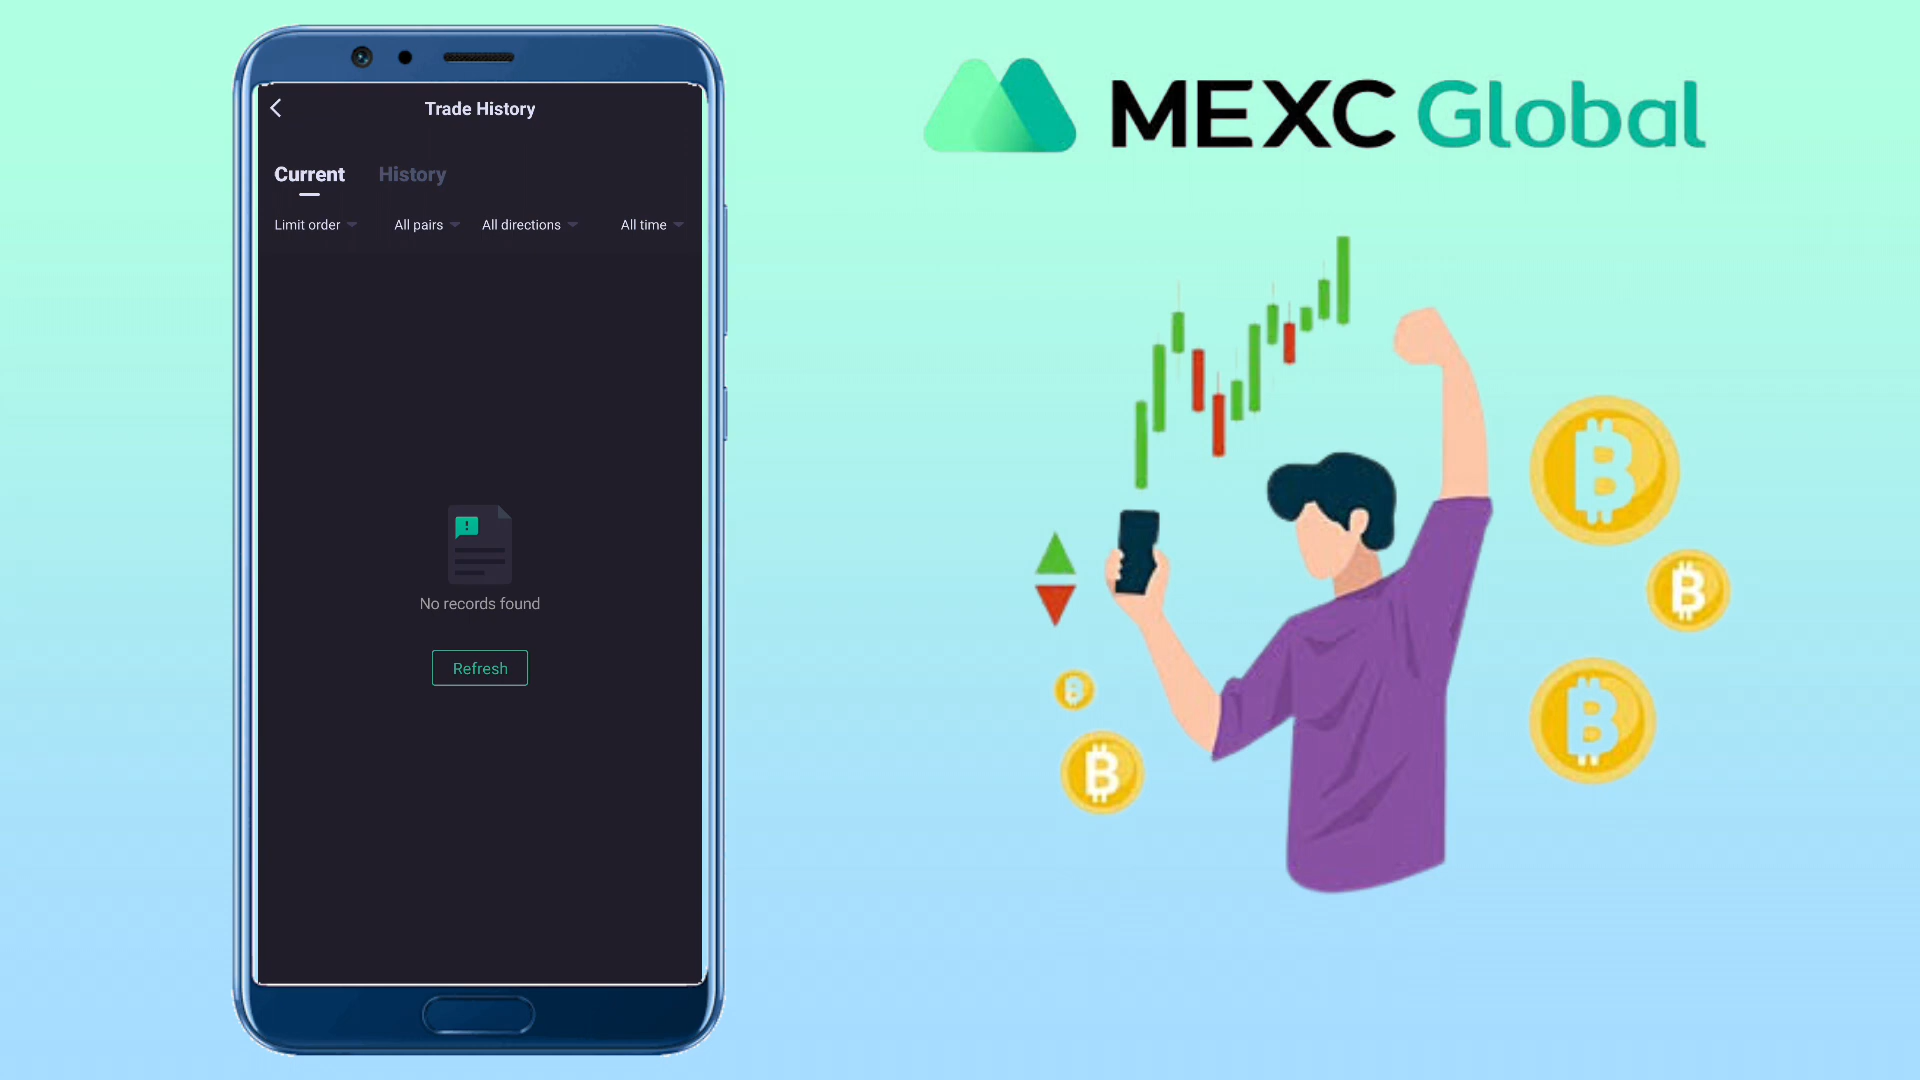 Trade History
Current History
Limit order All pairs All directions All time
No records found
Refresh
MEXC Global